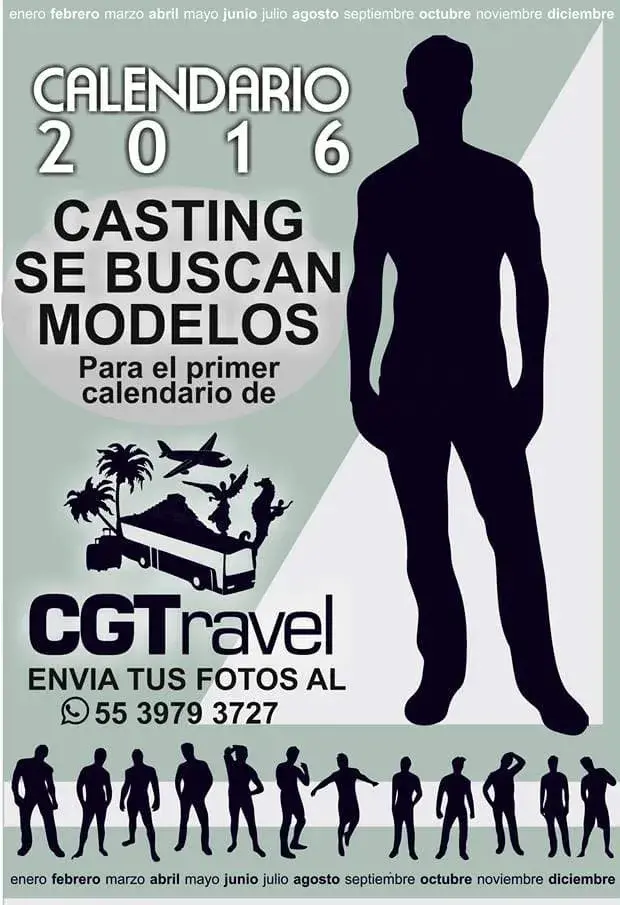 enero febrero marzo abril mayo junio julio agosto septiembre octubre noviembre diciembre
CALENDARIO
2016
CASTING
SE BUSCAN
MODELOS
Para el primer
calendario de
CGTravel
ENVIA TUS FOTOS AL
55 3979 3727
enero febrero marzo abril mayo junio julio agosto septiembre octubre noviembre diciembre